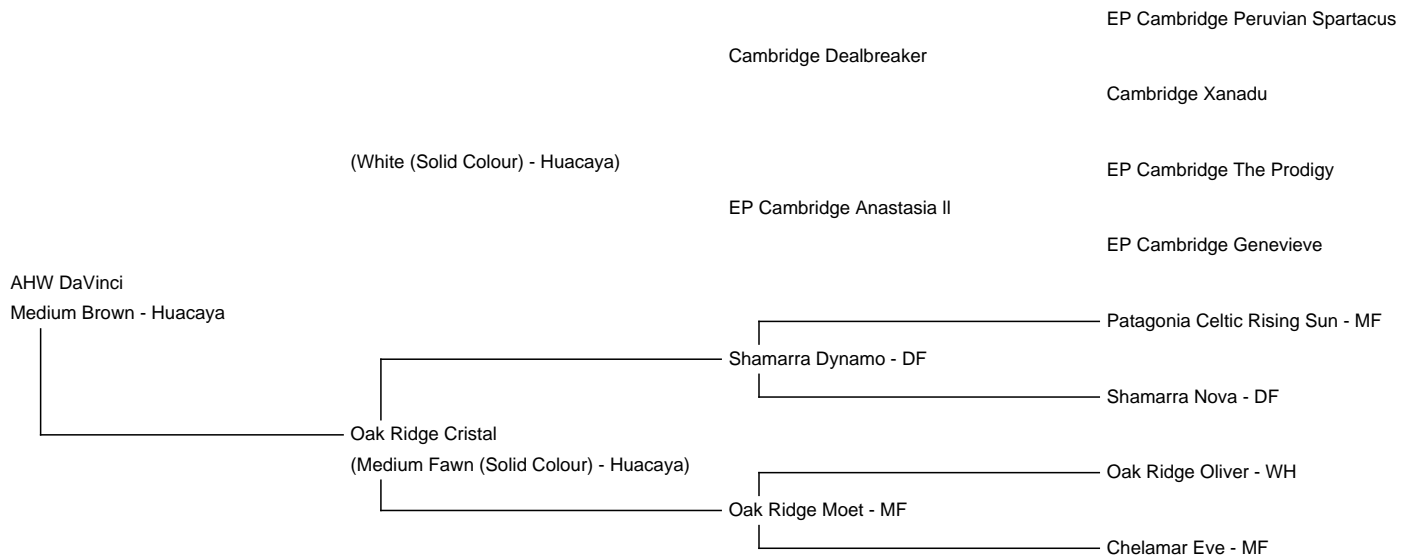 EP Cambridge Peruvian Spartacus
Cambridge Dealbreaker
Cambridge Xanadu
(White (Solid Colour) - Huacaya)
EP Cambridge The Prodigy
EP Cambridge Anastasia ll
EP Cambridge Genevieve
AHW DaVinci
Medium Brown - Huacaya
Patagonia Celtic Rising Sun - MF
Shamarra Dynamo - DF
Shamarra Nova - DF
Oak Ridge Cristal
(Medium Fawn (Solid Colour) - Huacaya)
Oak Ridge Oliver - WH
Oak Ridge Moet - MF
Chelamar Eve - MF